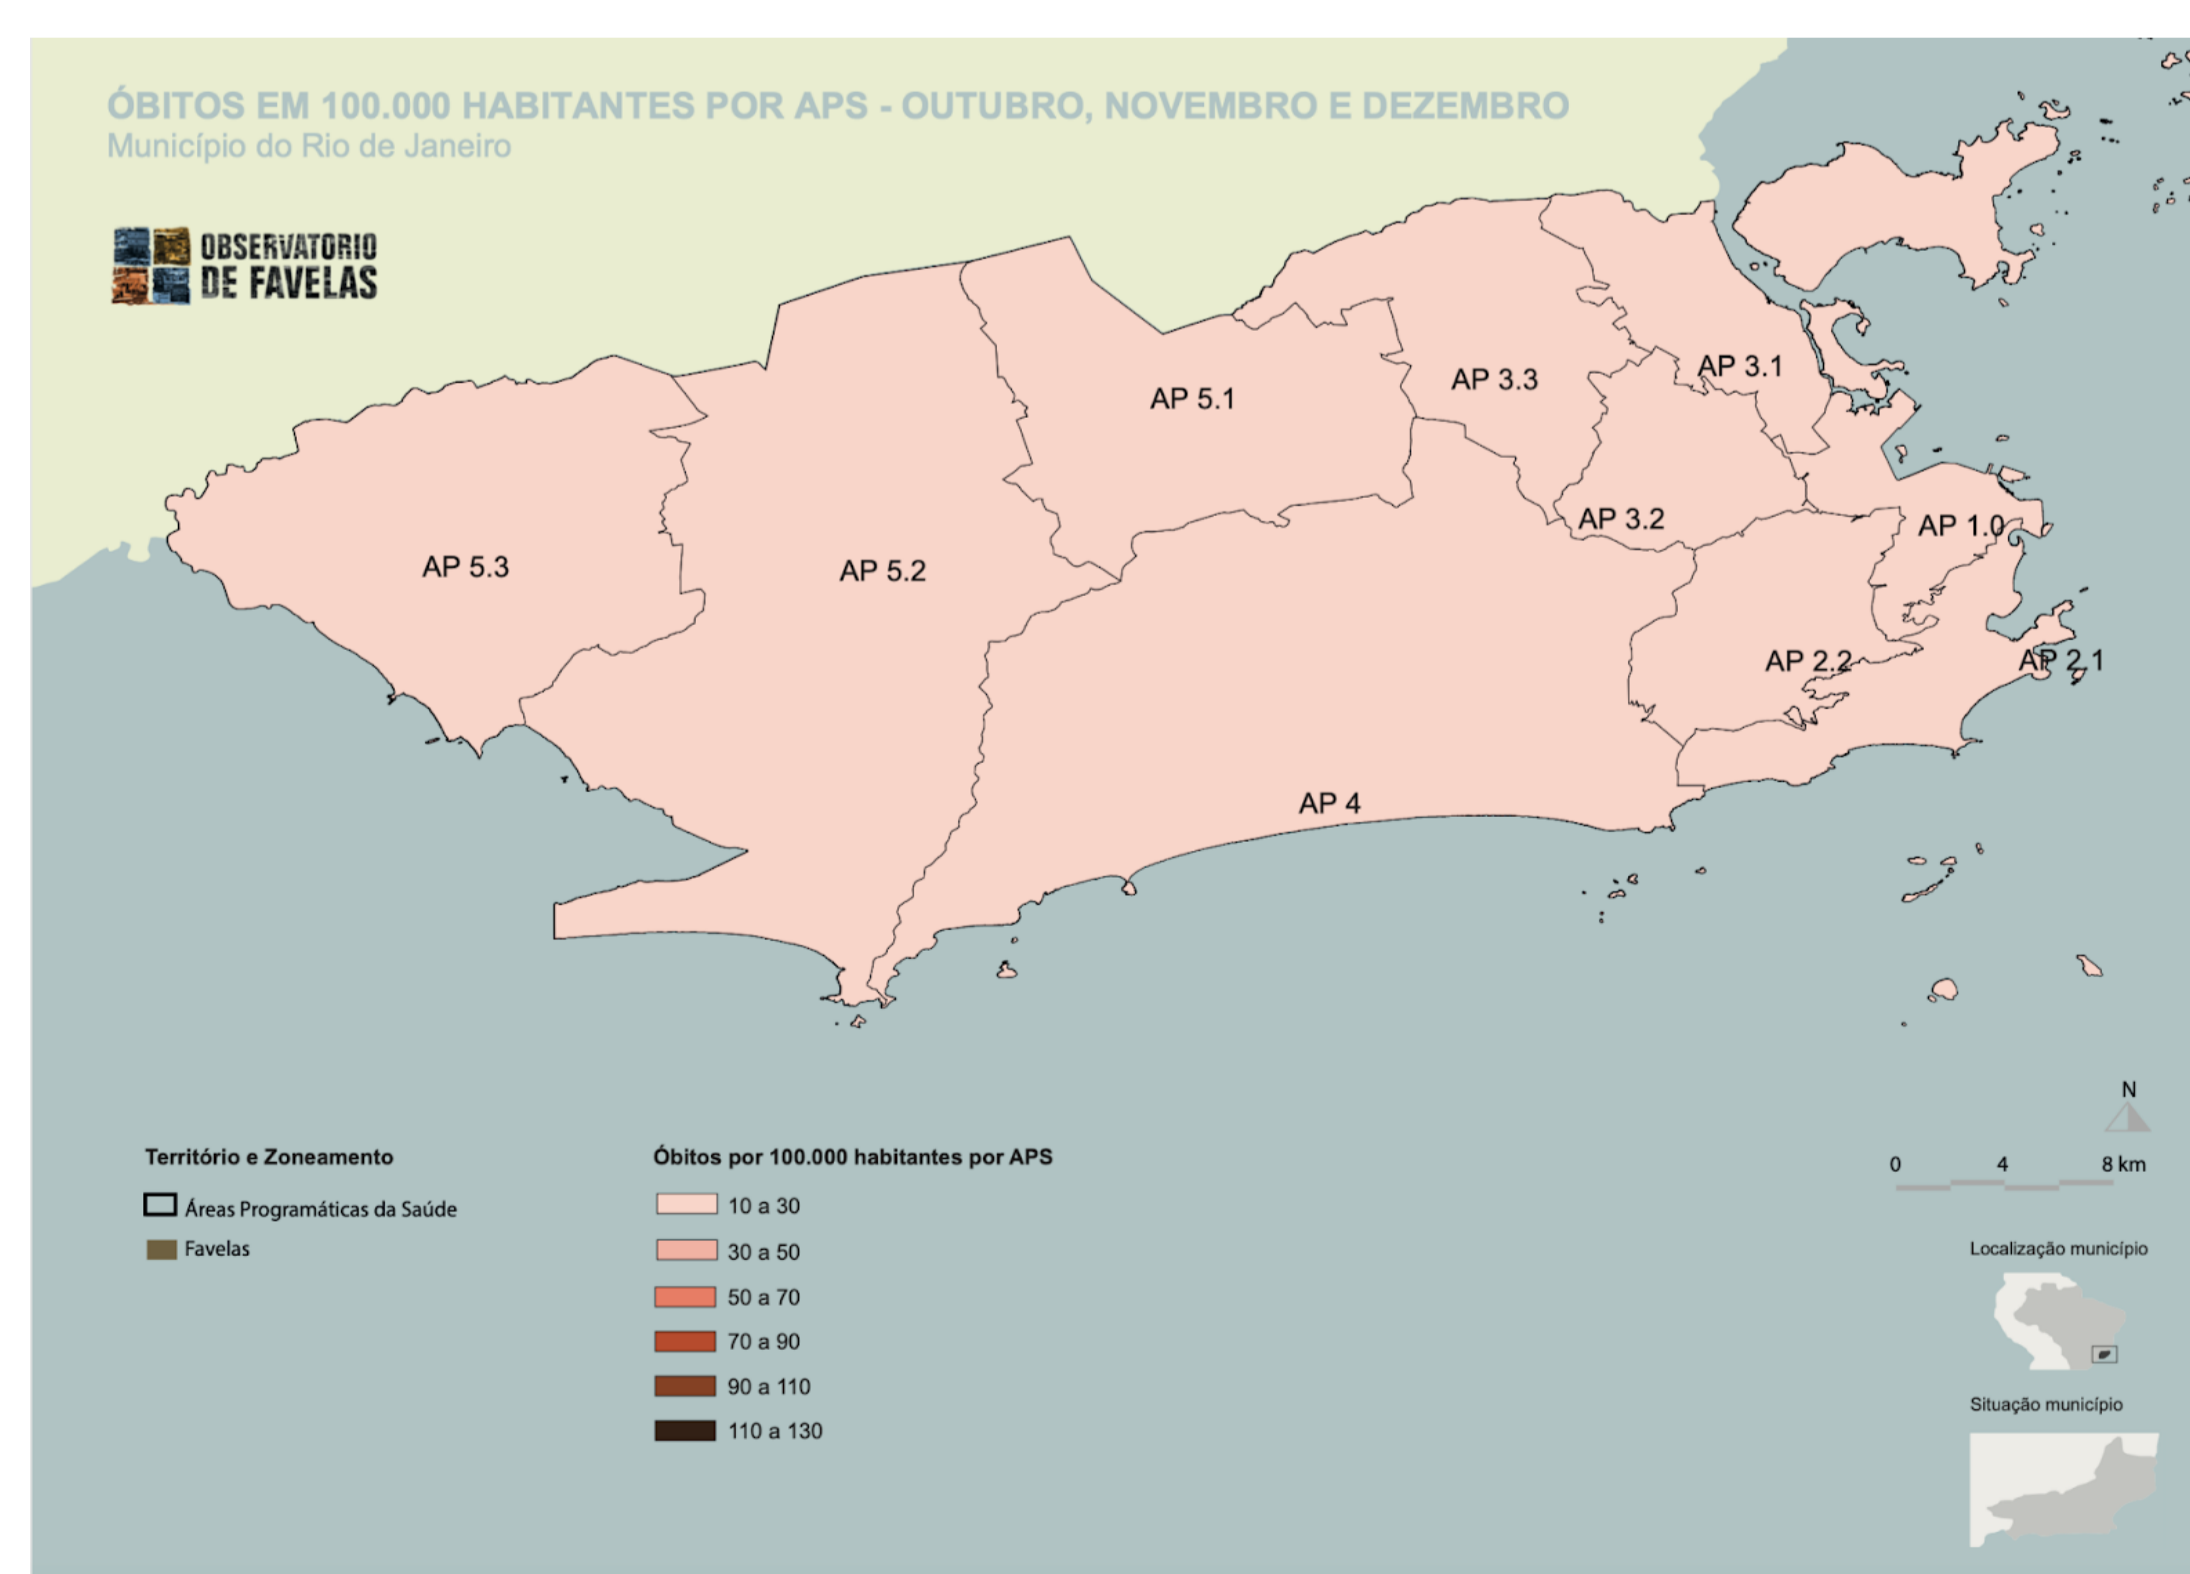 ÓBITOS EM 100.000 HABITANTES POR APS - OUTUBRO, NOVEMBRO E DEZEMBRO
Município do Rio de Janeiro
OBSERVATÓRIO
DE FAVELAS
AP 3.1
AP 3.3
AP 5.1
AP 3.2
AP 1.0
AP 5.3
AP 5.2
AP 2.2
AP 2.1
AP 4
N
0 4 8 km
Território e Zoneamento
Áreas Programáticas da Saúde
Favelas
Óbitos por 100.000 habitantes por APS
10 a 30
30 a 50
50 a 70
70 a 90
90 a 110
110 a 130
Localização município
Situação município